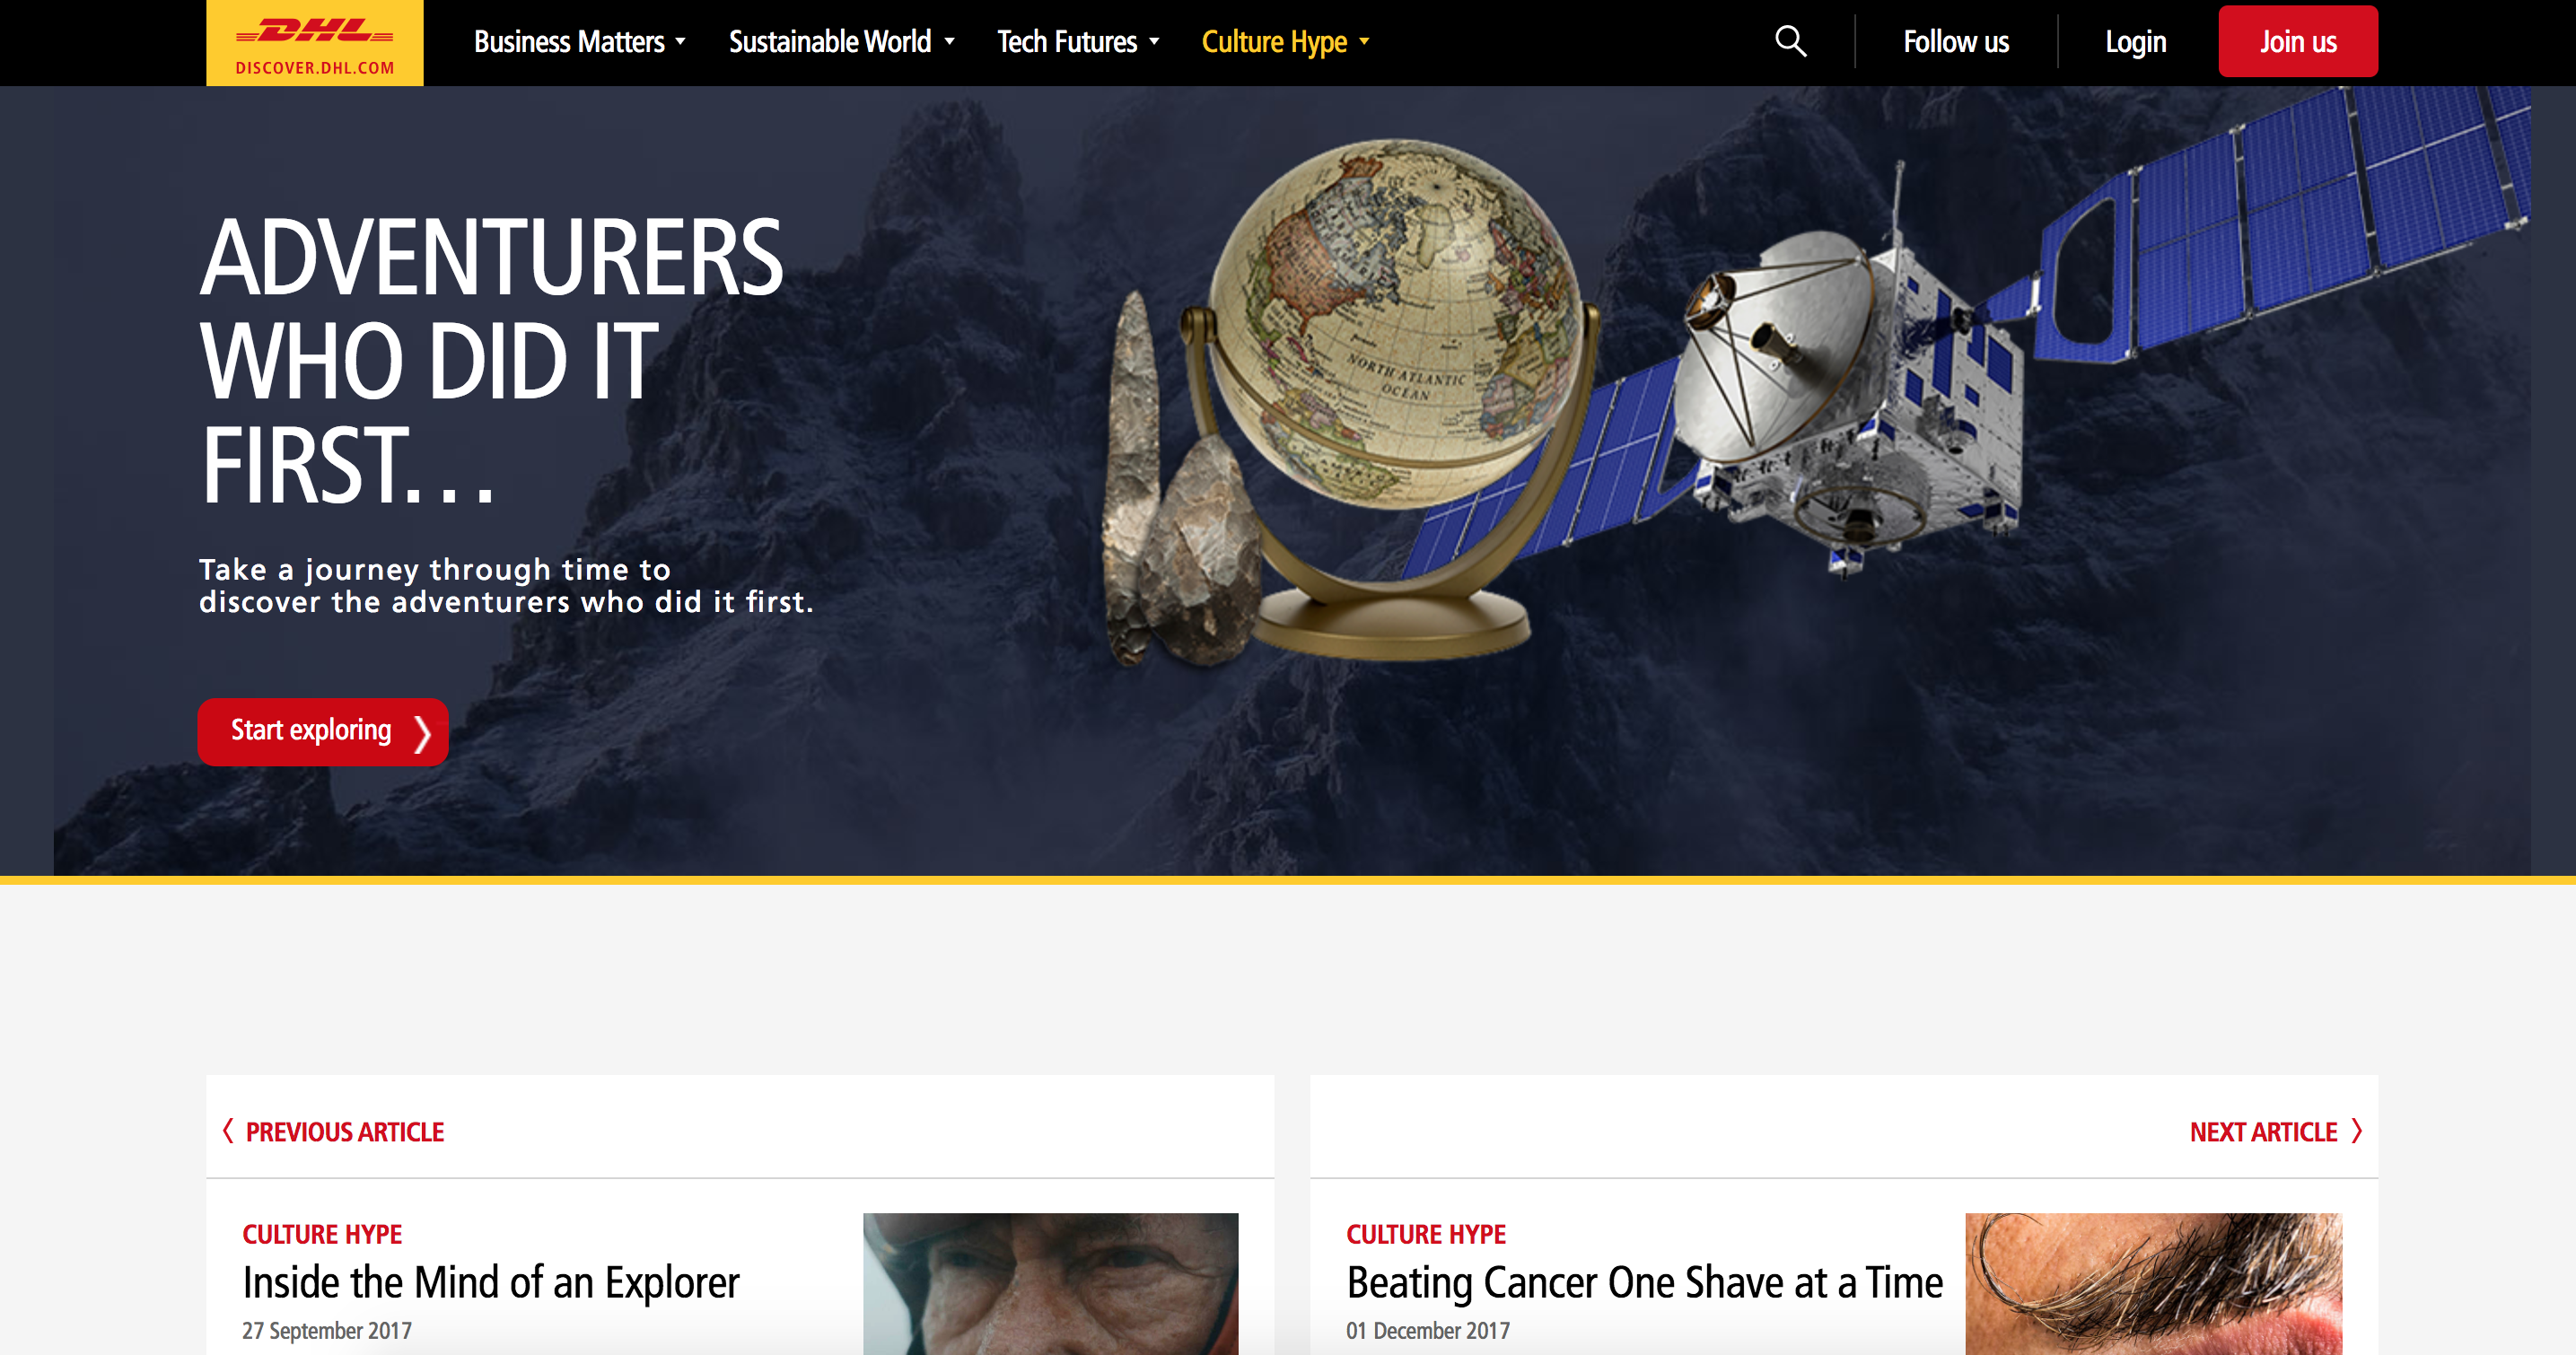 DHL
DISCOVER.DHL.COM
Business Matters
Sustainable World
Tech Futures
Culture Hype
Follow us
Login
Join us
ADVENTURERS
WHO DID IT
FIRST...
Take a journey through time to
discover the adventurers who did it first.
Start exploring
NORTH ATLANTIC
OCEAN
PREVIOUS ARTICLE
CULTURE HYPE
Inside the Mind of an Explorer
27 September 2017
NEXT ARTICLE
CULTURE HYPE
Beating Cancer One Shave at a Time
01 December 2017